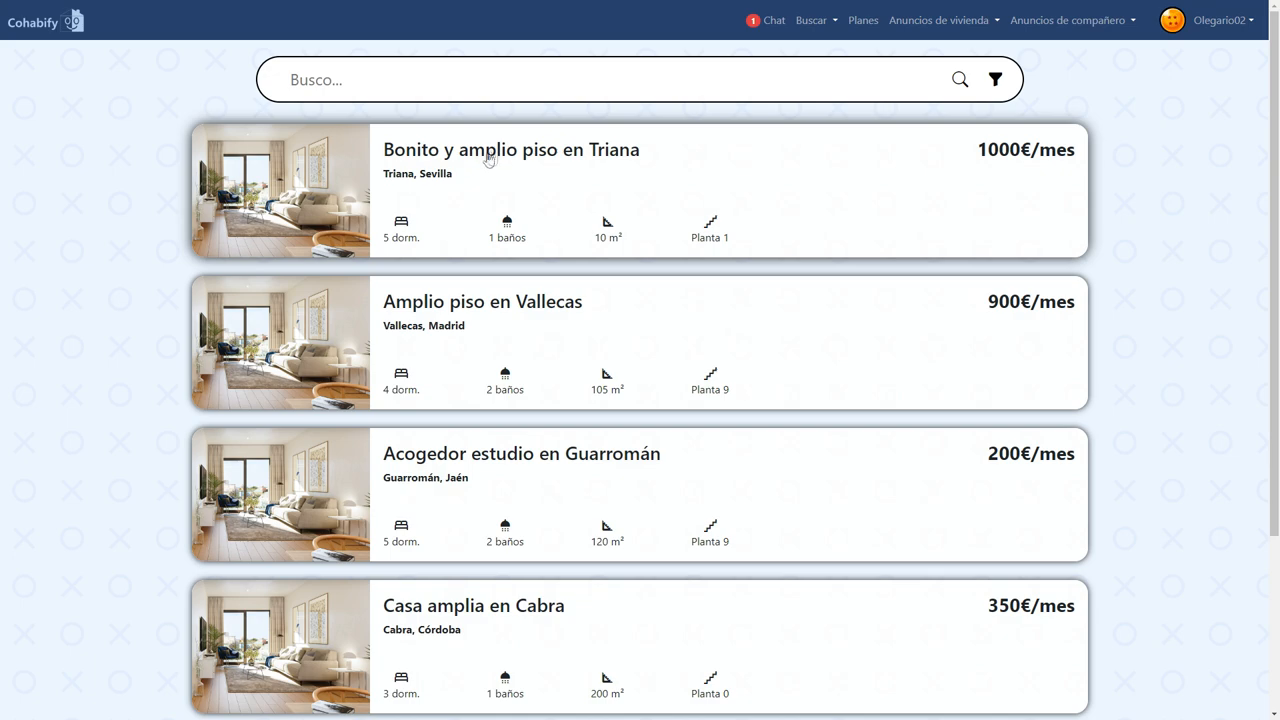 Cohabify
1 Chat Buscar Planes Anuncios de vivienda Anuncios de compañero Olegario02
Busco...
Bonito y amplio piso en Triana 1000€/mes
Triana, Sevilla
5 dorm. 1 baños 10 m² Planta 1
Amplio piso en Vallecas 900€/mes
Vallecas, Madrid
4 dorm. 2 baños 105 m² Planta 9
Acogedor estudio en Guarromán 200€/mes
Guarromán, Jaén
5 dorm. 2 baños 120 m² Planta 9
Casa amplia en Cabra 350€/mes
Cabra, Córdoba
3 dorm. 1 baños 200 m² Planta 0